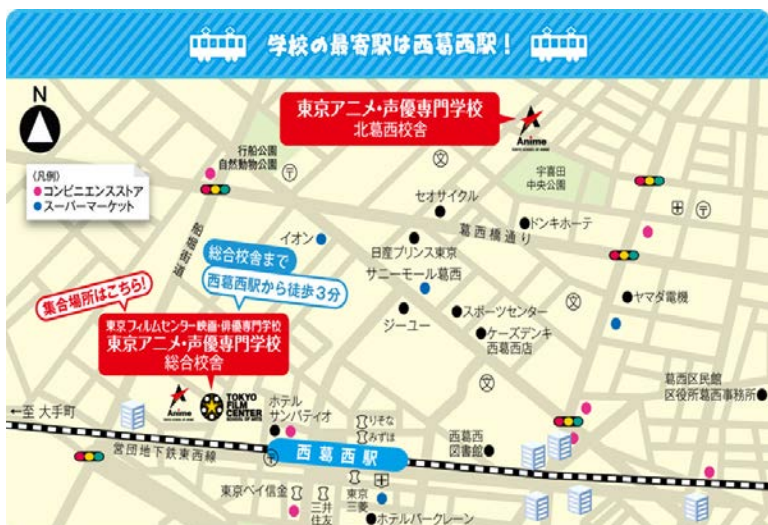 学校の最寄駅は西葛西駅!
N
〈凡例〉
コンビニエンスストア
スーパーマーケット
行船公園
自然動物公園
東京アニメ・声優専門学校
北葛西校舎
Anime
宇喜田
中央公園
セオサイクル
ドンキホーテ
葛西橋通り
船堀街道
イオン
日産プリンス東京
総合校舎まで
西葛西駅から徒歩3分
サニーモール葛西
集合場所はこちら!
ジーユー
スポーツセンター
ケーズデンキ
西葛西店
ヤマダ電機
東京フィルムセンター映画・俳優専門学校
東京アニメ・声優専門学校
総合校舎
Anime
TOKYO
FILM
CENTER
SCHOOL OF ARTS
葛西区民館
区役所葛西事務所
←至 大手町
ホテル
サンパティオ
りそな
みずほ
西葛西
図書館
営団地下鉄東西線
西葛西駅
東京ベイ信金
三井
住友
東京
三菱
ホテルパークレーン